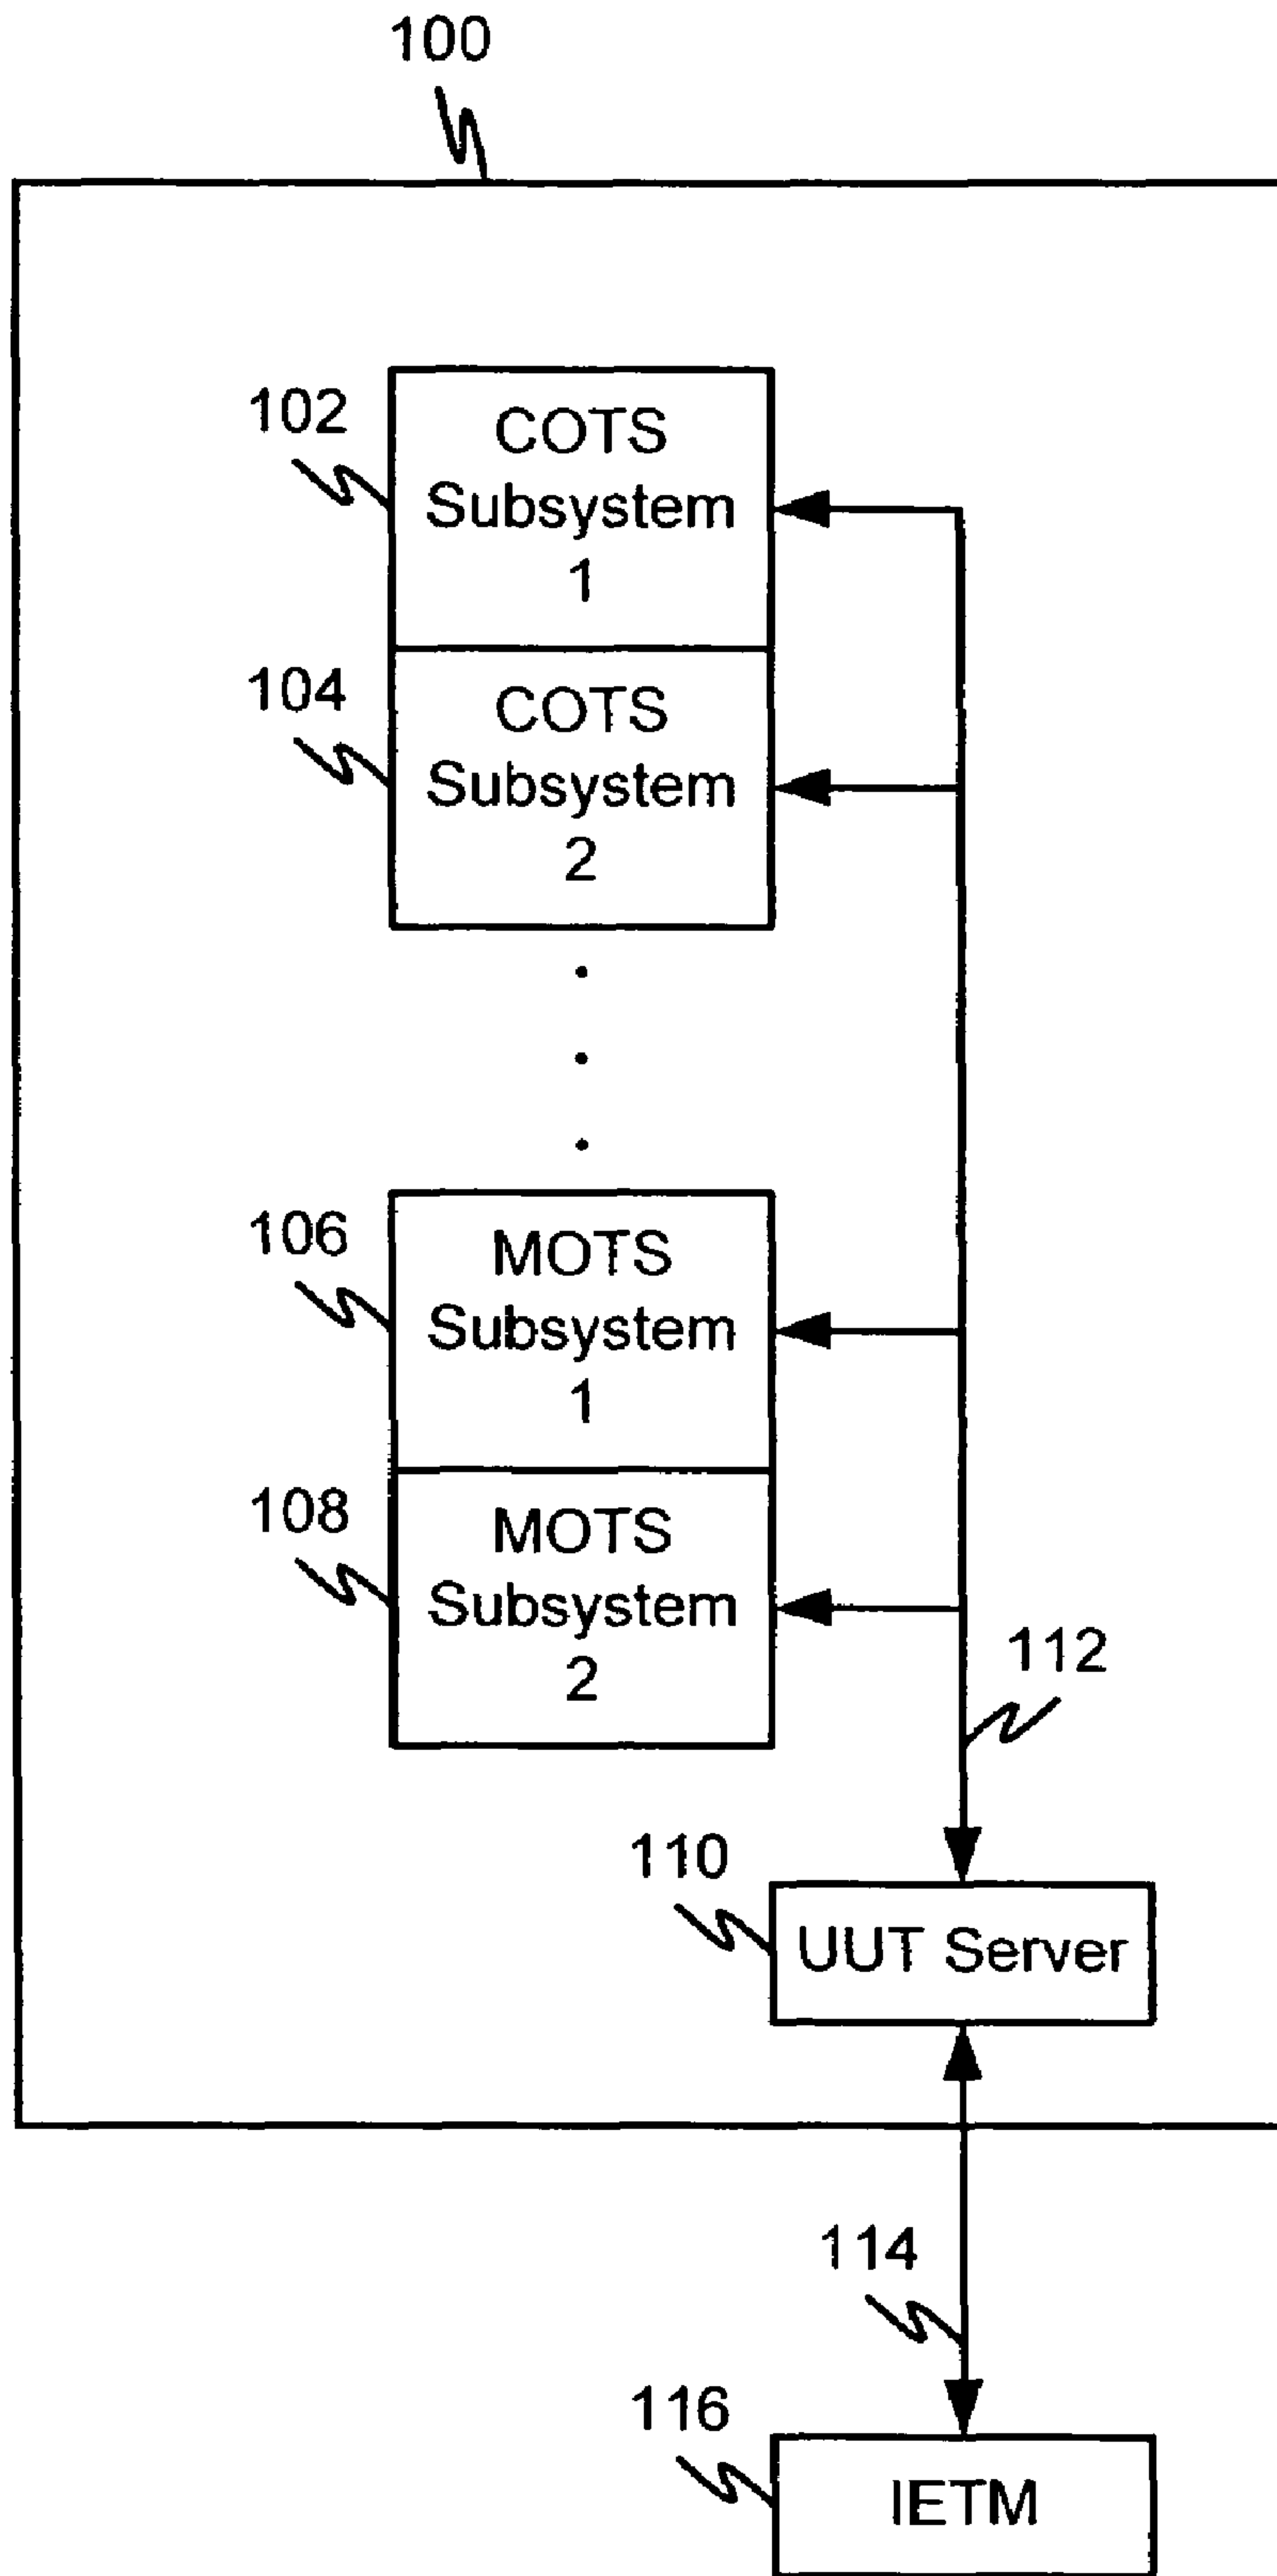 100
102
COTS
Subsystem
1
104
COTS
Subsystem
2
106
MOTS
Subsystem
1
108
MOTS
Subsystem
2
112
110
UUT Server
114
116
IETM